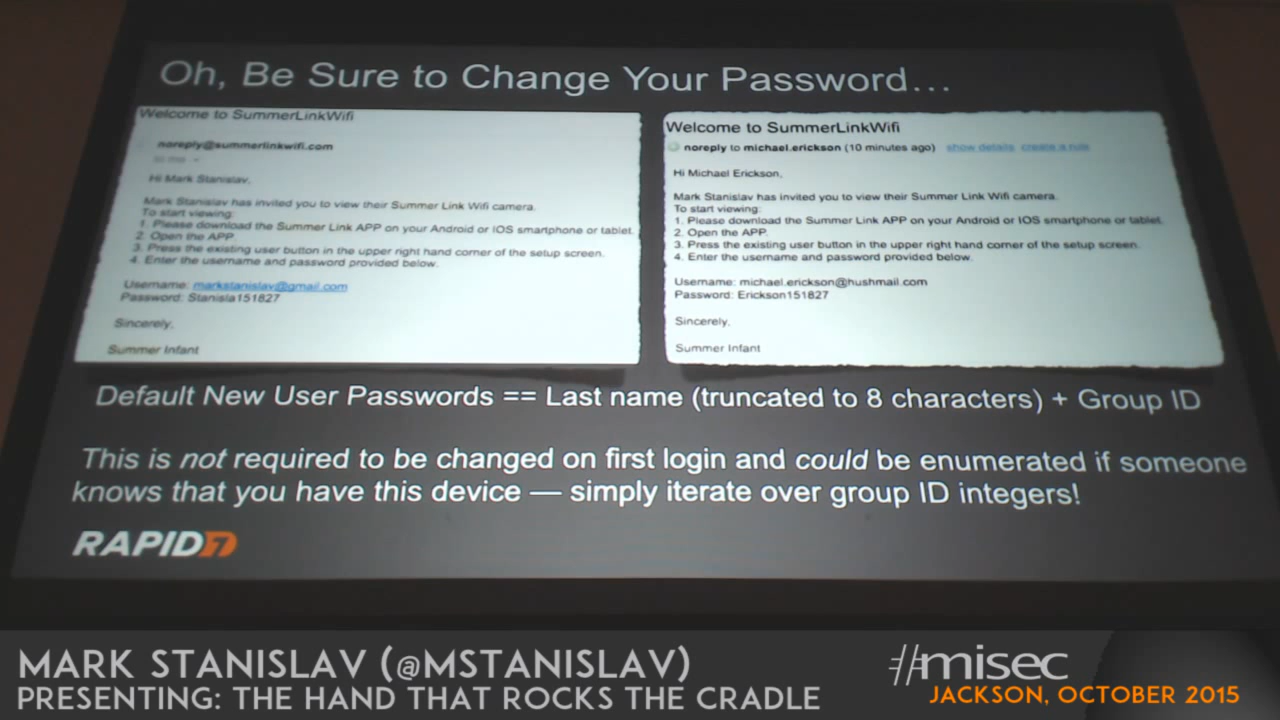 Oh, Be Sure to Change Your Password...
Welcome to SummerLinkWifi
noreply@summerlinkwifi.com
to me
Hi Mark Stanislav,
Mark Stanislav has invited you to view their Summer Link Wifi camera.
To start viewing:
1. Please download the Summer Link APP on your Android or IOS smartphone or tablet.
2. Open the APP.
3. Press the existing user button in the upper right hand corner of the setup screen.
4. Enter the username and password provided below.
Username: markstanislav@gmail.com
Password: Stanisla151827
Sincerely,
Summer Infant
Welcome to SummerLinkWifi
noreply to michael.erickson (10 minutes ago) show details create a rule
Hi Michael Erickson,
Mark Stanislav has invited you to view their Summer Link Wifi camera.
To start viewing:
1. Please download the Summer Link APP on your Android or IOS smartphone or tablet.
2. Open the APP.
3. Press the existing user button in the upper right hand corner of the setup screen.
4. Enter the username and password provided below.
Username: michael.erickson@hushmail.com
Password: Erickson151827
Sincerely,
Summer Infant
Default New User Passwords == Last name (truncated to 8 characters) + Group ID
This is not required to be changed on first login and could be enumerated if someone
knows that you have this device — simply iterate over group ID integers!
RAPID7
MARK STANISLAV (@MSTANISLAV)
PRESENTING: THE HAND THAT ROCKS THE CRADLE
#misec
JACKSON, OCTOBER 2015